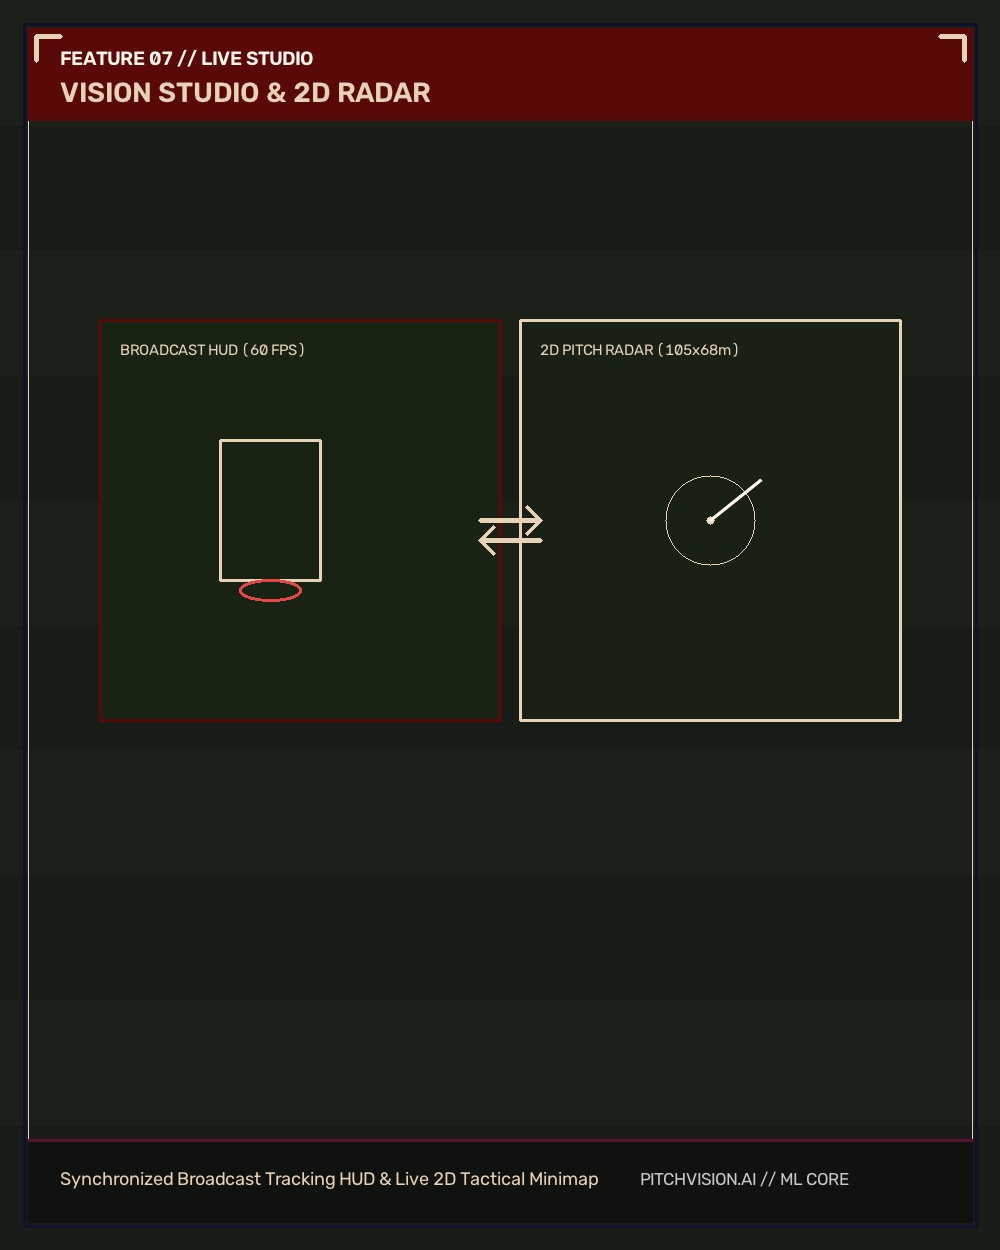 FEATURE 07 // LIVE STUDIO
VISION STUDIO & 2D RADAR
BROADCAST HUD (60 FPS)
2D PITCH RADAR (105x68m)
Synchronized Broadcast Tracking HUD & Live 2D Tactical Minimap
PITCHVISION.AI // ML CORE